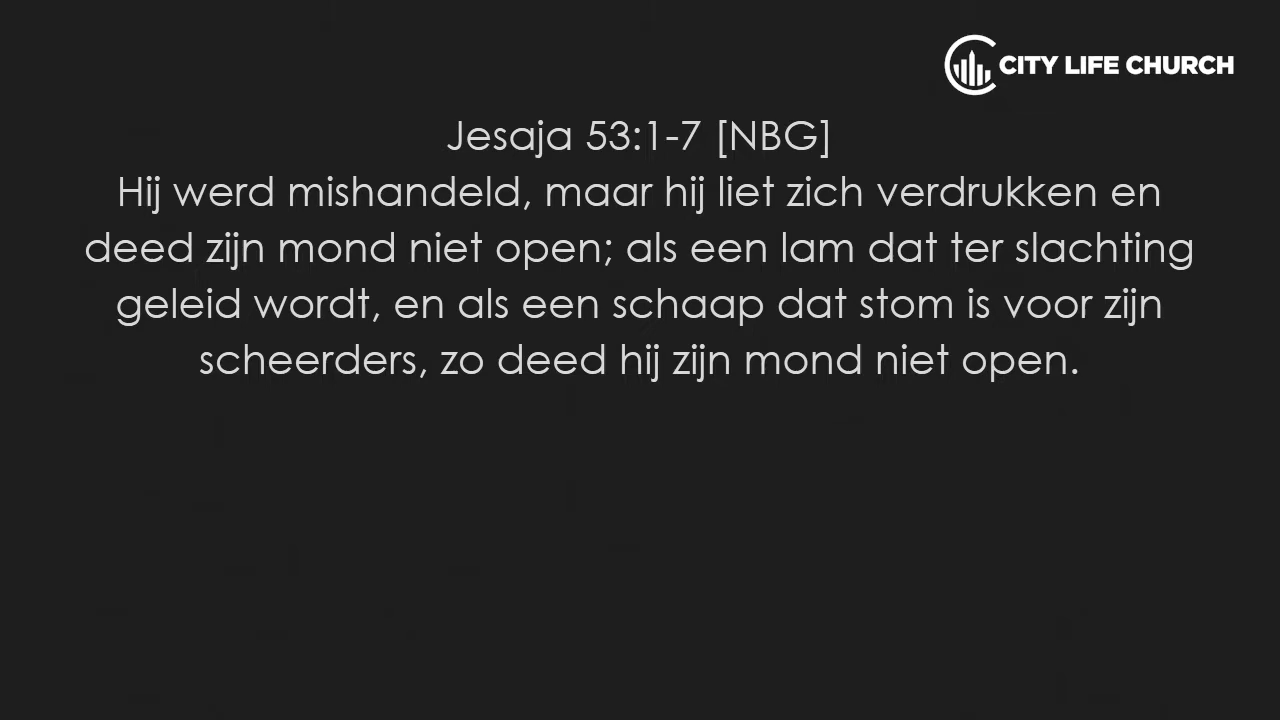 CITY LIFE CHURCH
Jesaja 53:1-7 [NBG]
Hij werd mishandeld, maar hij liet zich verdrukken en
deed zijn mond niet open; als een lam dat ter slachting
geleid wordt, en als een schaap dat stom is voor zijn
scheerders, zo deed hij zijn mond niet open.